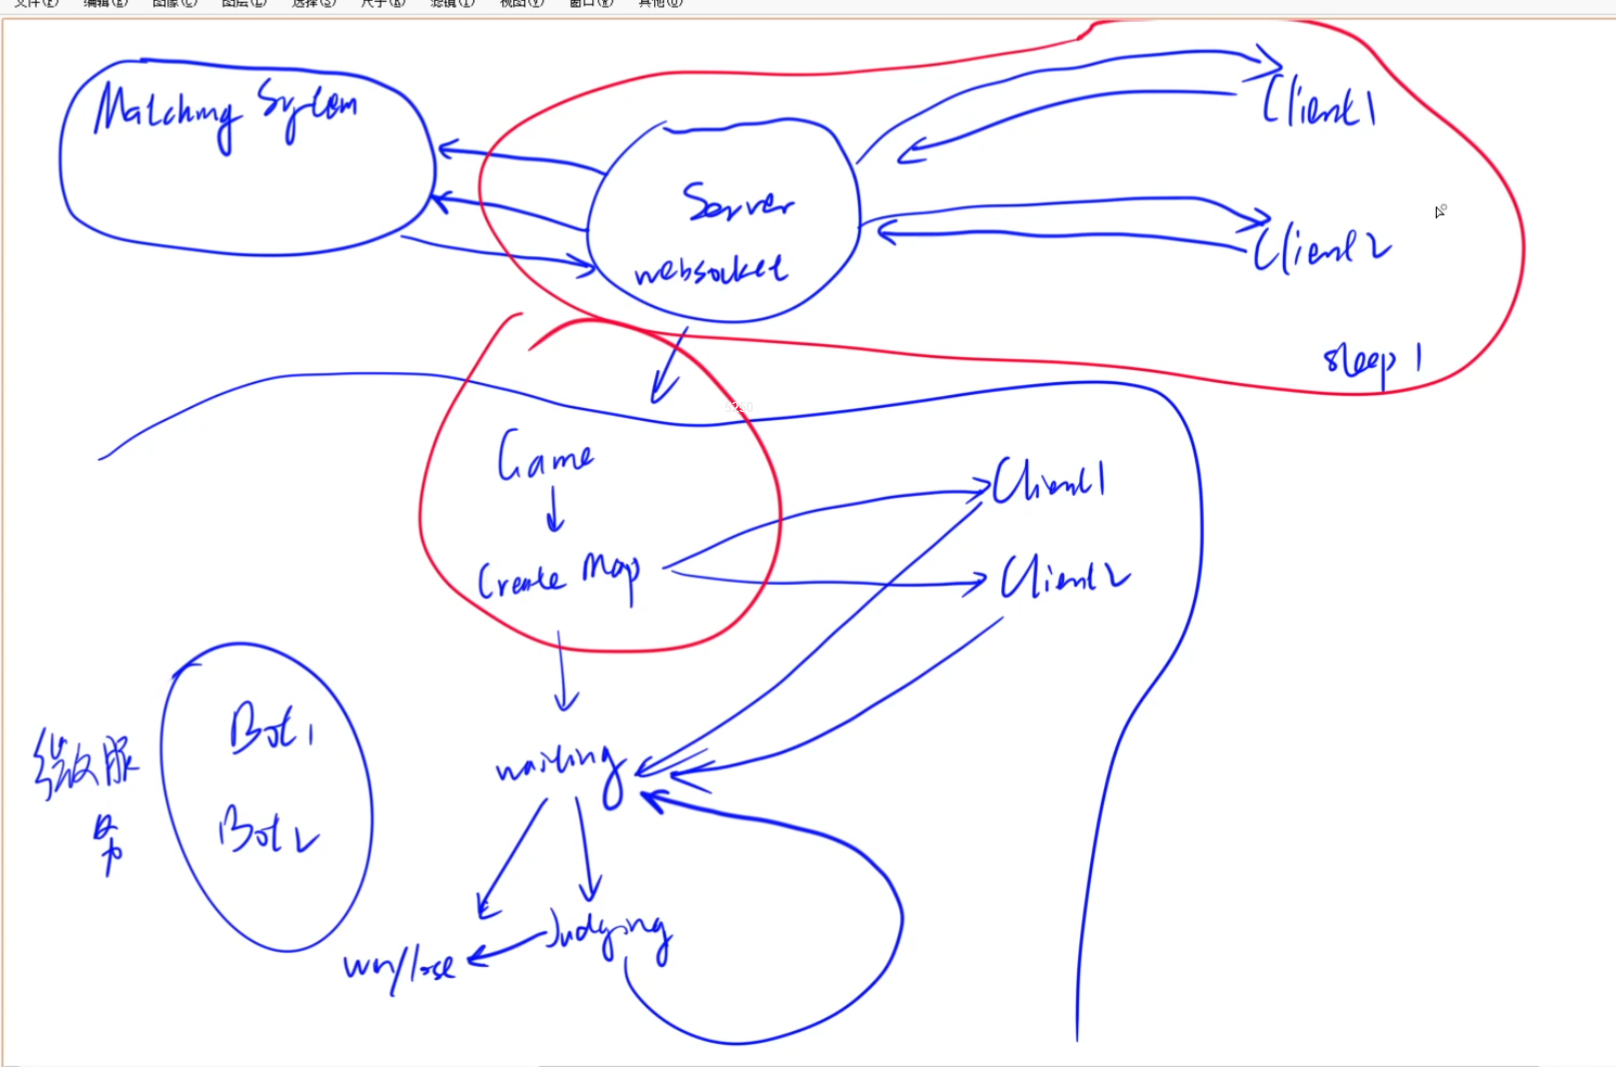 文件(F) 编辑(E) 图像(C) 图层(L) 选择(S) 尺寸(R) 滤镜(I) 视图(V) 窗口(W) 其他(O)
Matching System
Client1
Server
websocket
Client2
sleep1
Game
Create Map
Client1
Client2
微服
务
Bot1
Bot2
waiting
Judging
win/lose